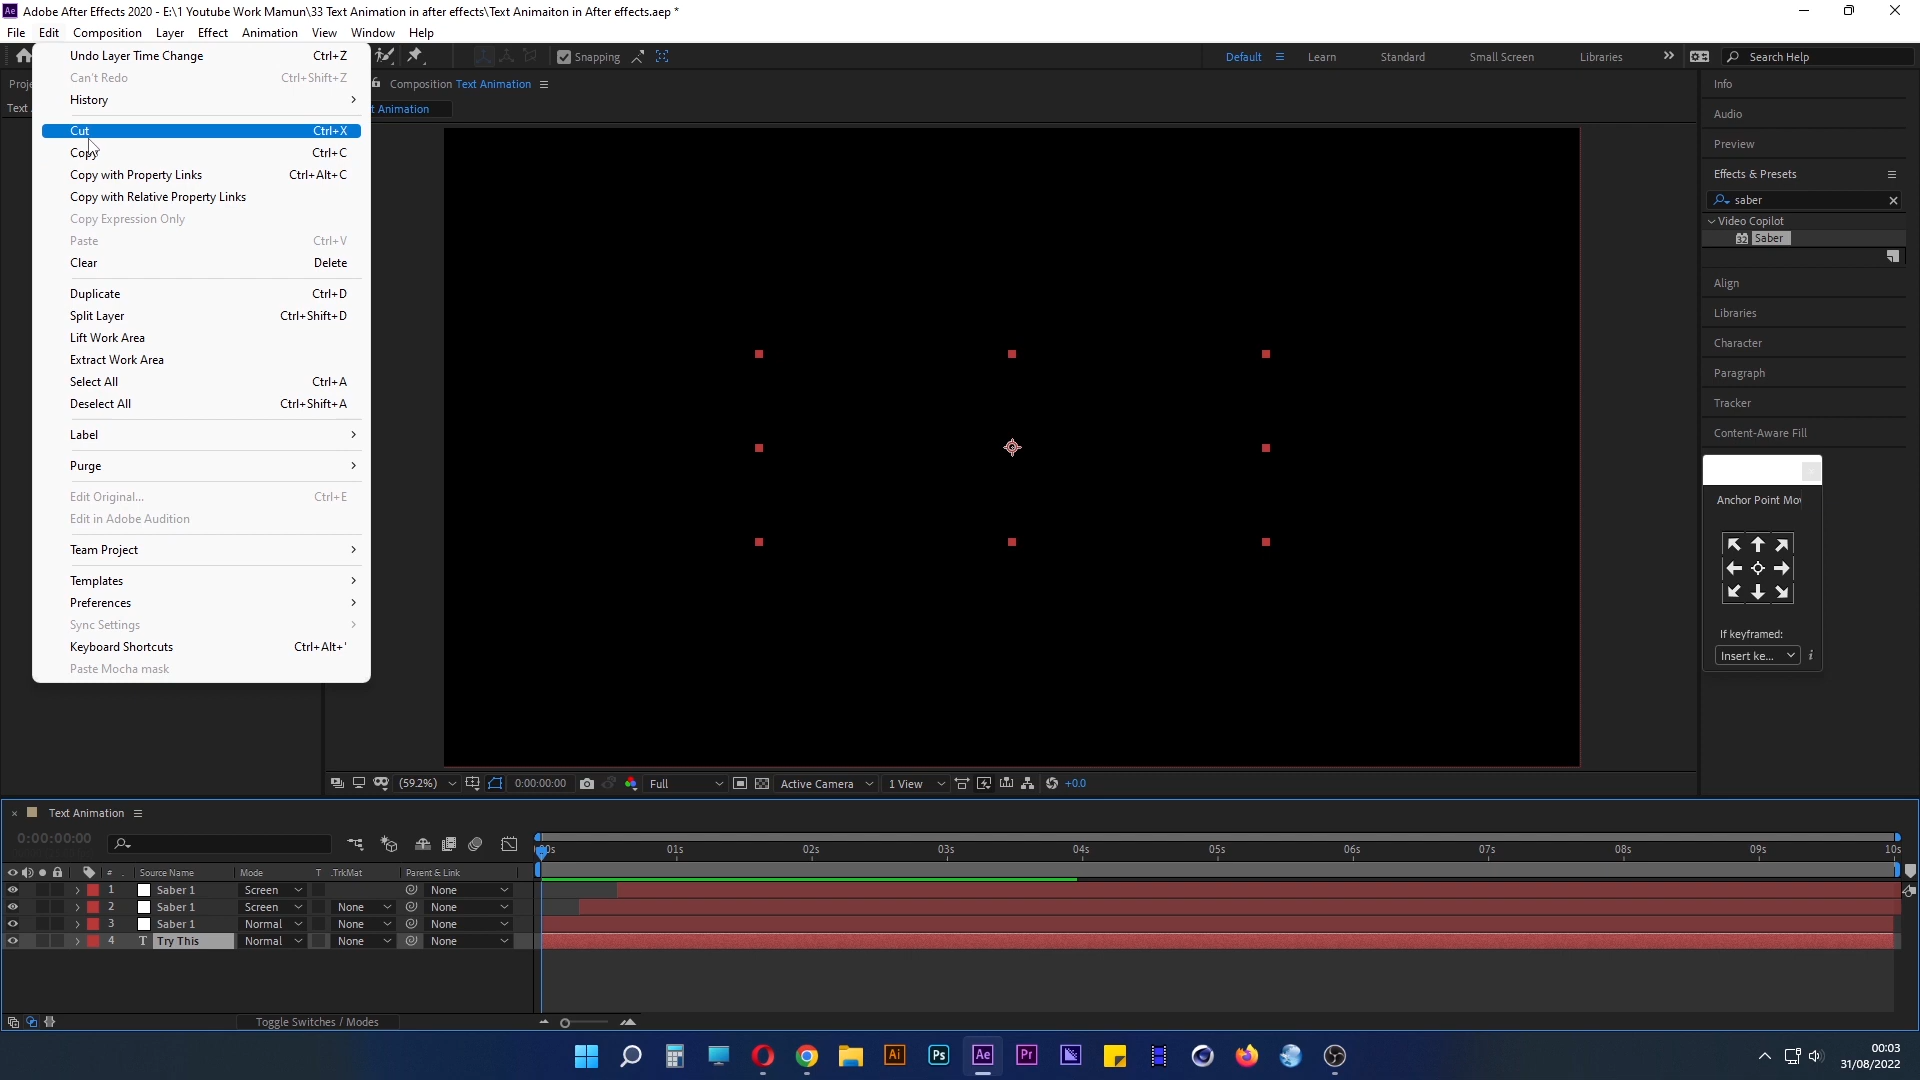 Ae Adobe After Effects 2020 - E:\1 Youtube Work Mamun\33 Text Animation in after effects\Text Animaiton in After effects.aep *
File Edit Composition Layer Effect Animation View Window Help
Snapping Default Learn Standard Small Screen Libraries Search Help
Undo Layer Time Change Ctrl+Z
Can't Redo Ctrl+Shift+Z
History
Cut Ctrl+X
Copy Ctrl+C
Copy with Property Links Ctrl+Alt+C
Copy with Relative Property Links
Copy Expression Only
Paste Ctrl+V
Clear Delete
Duplicate Ctrl+D
Split Layer Ctrl+Shift+D
Lift Work Area
Extract Work Area
Select All Ctrl+A
Deselect All Ctrl+Shift+A
Label
Purge
Edit Original... Ctrl+E
Edit in Adobe Audition
Team Project
Templates
Preferences
Sync Settings
Keyboard Shortcuts Ctrl+Alt+'
Paste Mocha mask
Proje
Text
Composition Text Animation
t Animation
Info
Audio
Preview
Effects & Presets
saber
Video Copilot
32 Saber
Align
Libraries
Character
Paragraph
Tracker
Content-Aware Fill
Anchor Point Mov
If keyframed:
Insert ke... i
(59.2%) 0:00:00:00 Full Active Camera 1 View +0.0
Text Animation
0:00:00:00
00s 01s 02s 03s 04s 05s 06s 07s 08s 09s 10s
# Source Name Mode T .TrkMat Parent & Link
1 Saber 1 Screen None
2 Saber 1 Screen None None
3 Saber 1 Normal None None
4 T Try This Normal None None
Toggle Switches / Modes
Ai Ps Ae Pr
00:03
31/08/2022